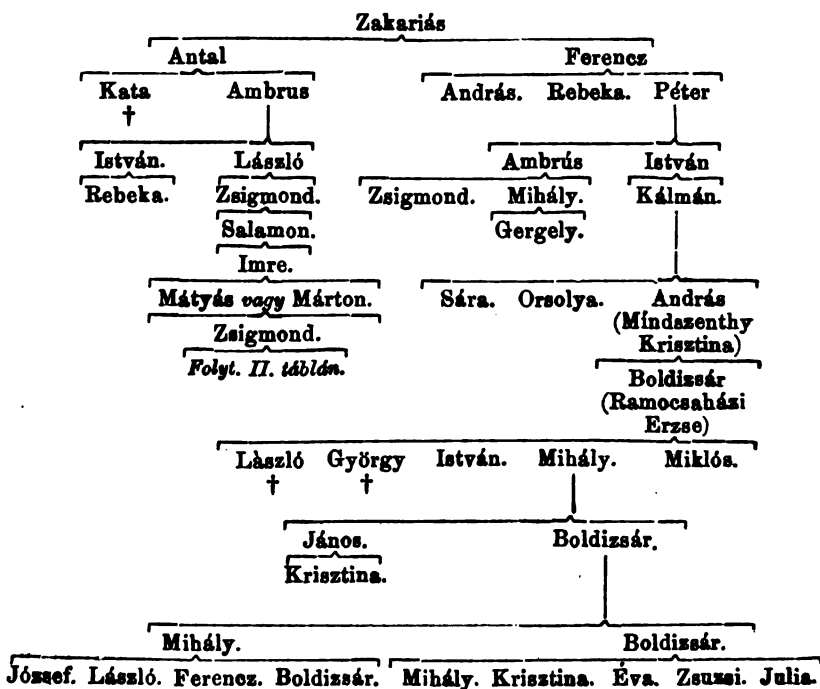 Zakariás
Antal Ferencz
Kata Ambrus András. Rebeka. Péter
† 
István. László Ambrús István
Rebeka. Zsigmond. Zsigmond. Mihály. Kálmán.
Salamon. Gergely.
Imre.
Mátyás vagy Márton. Sára. Orsolya. András
Zsigmond. (Míndszenthy
Folyt. II. táblán. Krisztina)
Boldizsár
(Ramocsaházi
Erzse)
Làszló György István. Mihály. Miklós.
† †
János. Boldizsár.
Krisztina.
Mihály. Boldizsár.
József. László. Ferencz. Boldizsár. Mihály. Krisztina. Éva. Zsuzsi. Julia.